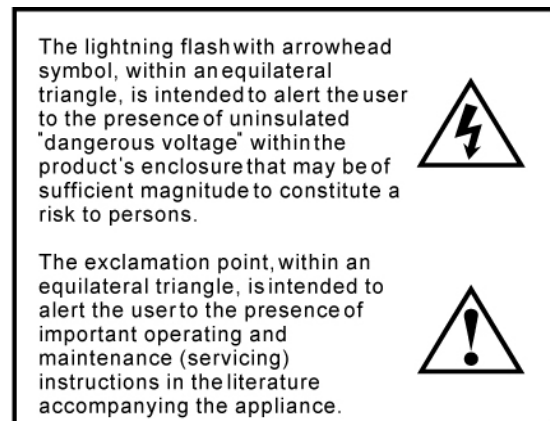 The lightning flash with arrowhead
symbol, within an equilateral
triangle, is intended to alert the user
to the presence of uninsulated
"dangerous voltage" within the
product's enclosure that may be of
sufficient magnitude to constitute a
risk to persons.
The exclamation point, within an
equilateral triangle, is intended to
alert the user to the presence of
important operating and
maintenance (servicing)
instructions in the literature
accompanying the appliance.